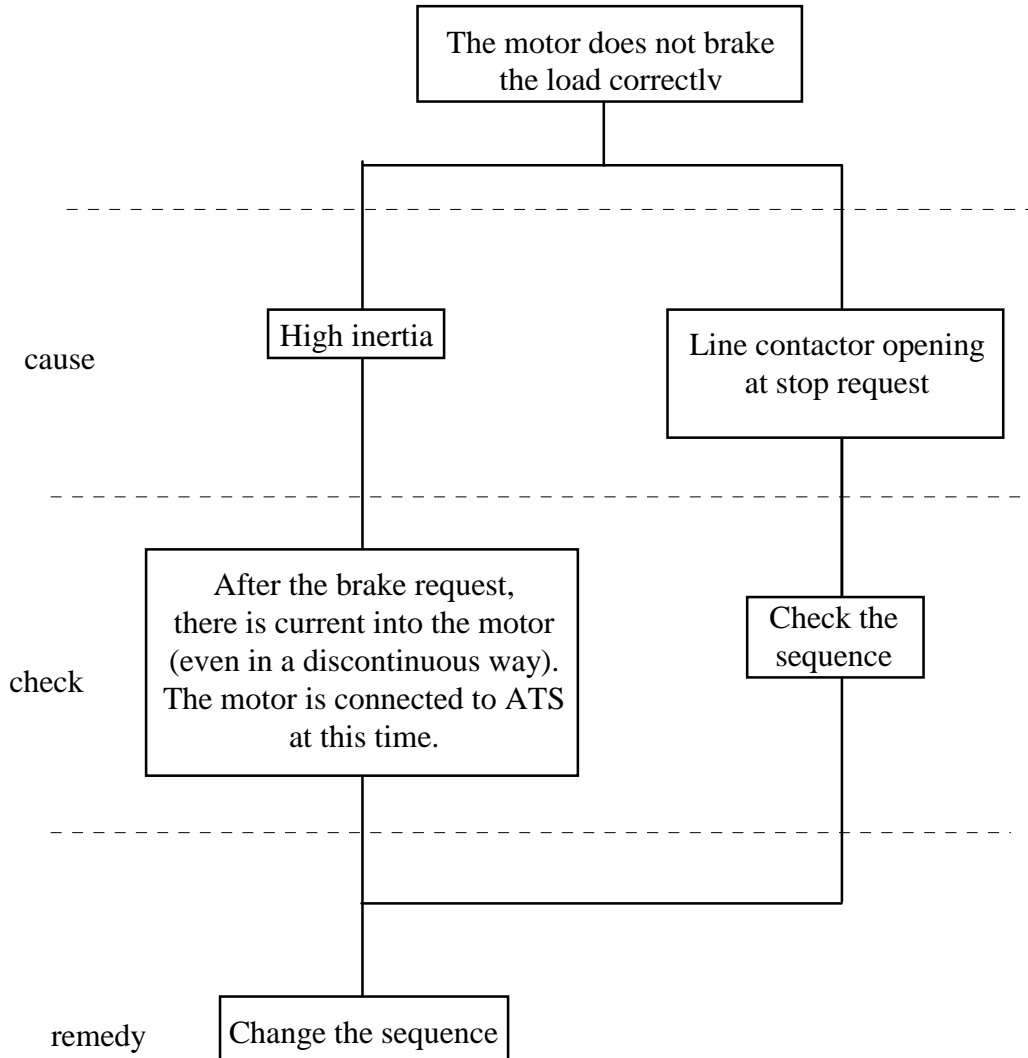 The motor does not brake
the load correctlv
cause
High inertia
Line contactor opening
at stop request
check
After the brake request,
there is current into the motor
(even in a discontinuous way).
The motor is connected to ATS
at this time.
Check the
sequence
remedy
Change the sequence